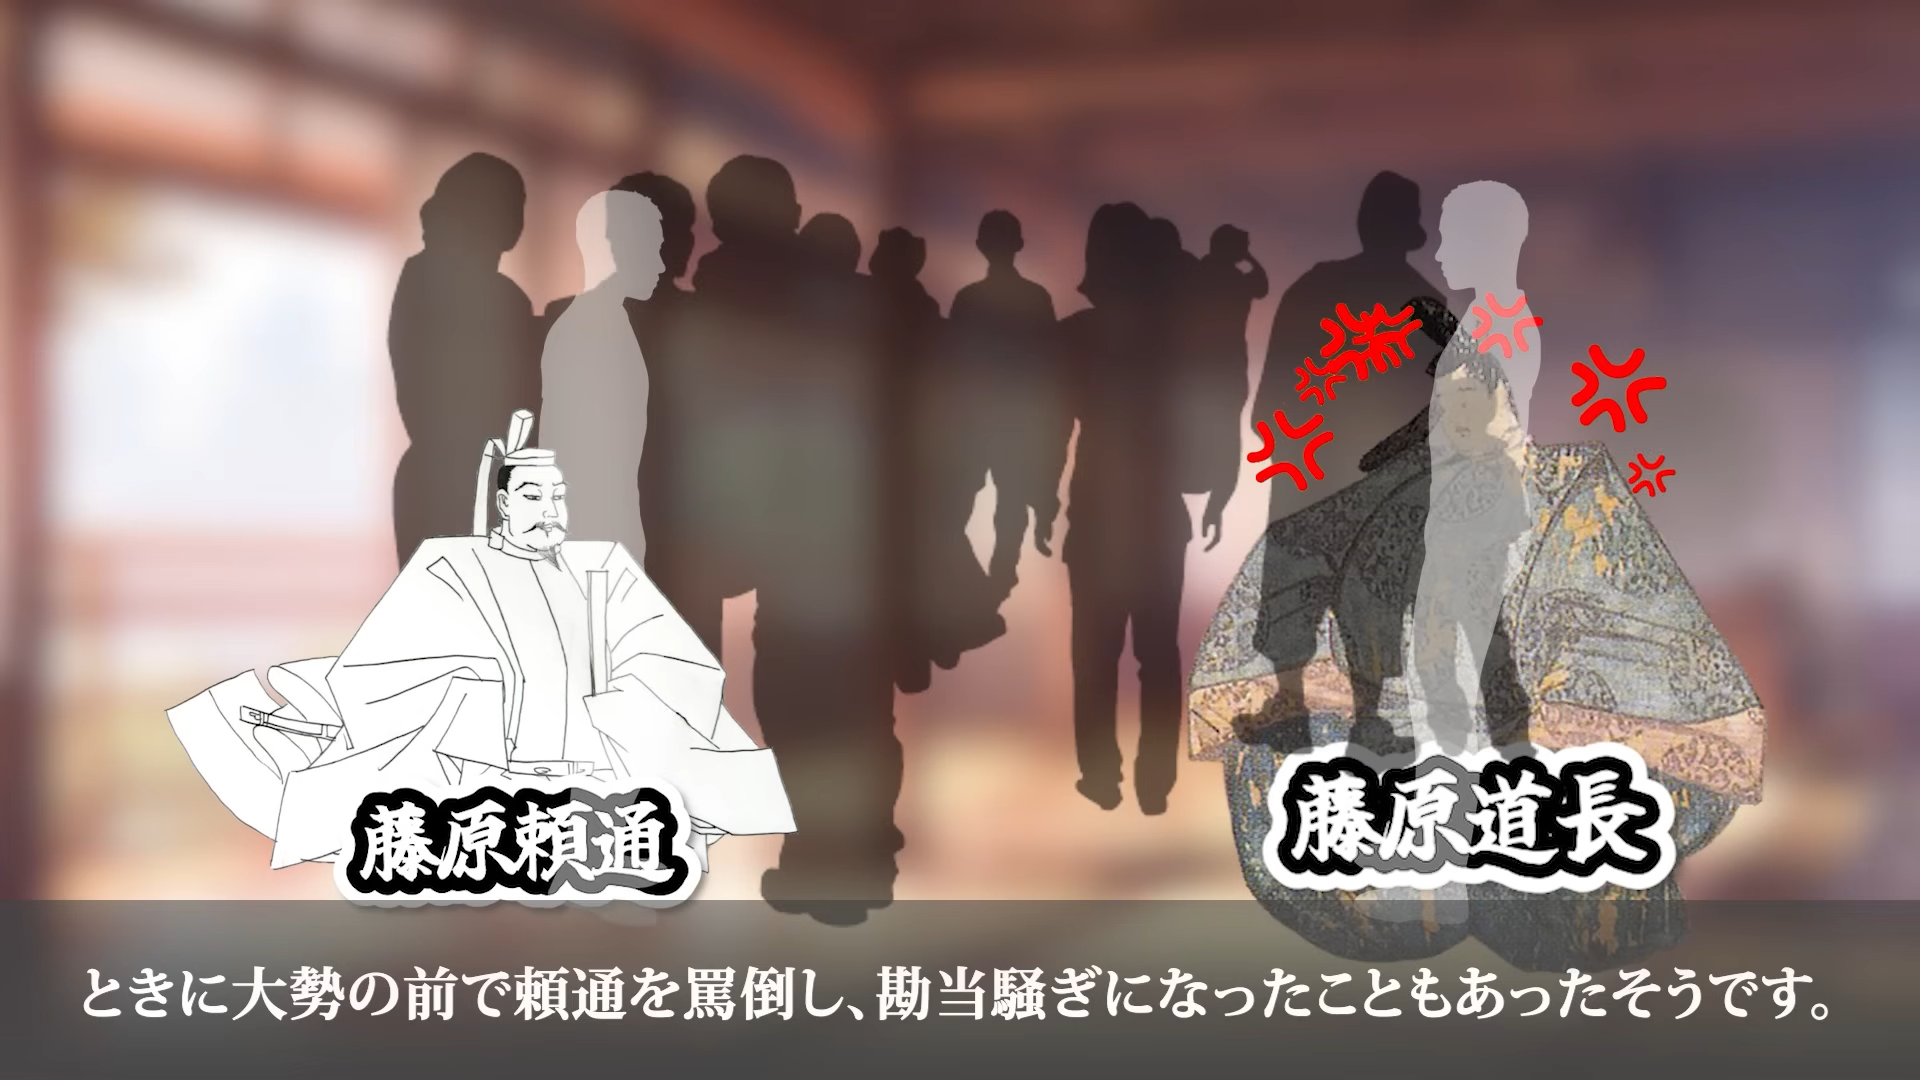 藤原頼通
藤原道長
ときに大勢の前で頼通を罵倒し、勘当騒ぎになったこともあったそうです。